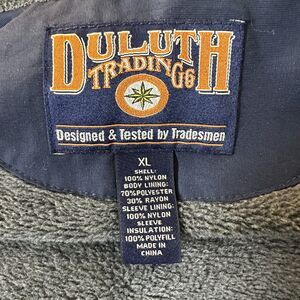 DULUTH
TRADING Co
Designed & Tested by Tradesmen
XL
SHELL:
100% NYLON
BODY LINING:
70% POLYESTER
30% RAYON
SLEEVE LINING:
100% NYLON
SLEEVE
INSULATION:
100% POLYFILL
MADE IN
CHINA